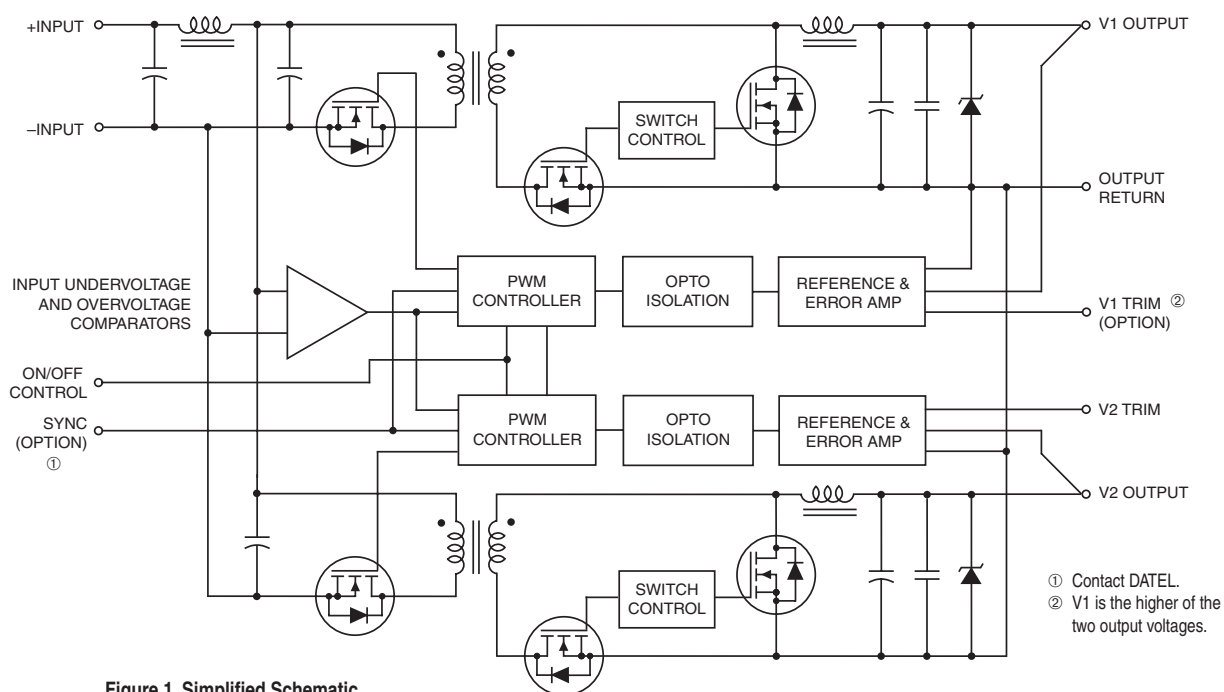 +INPUT
V1 OUTPUT
–INPUT
SWITCH
CONTROL
OUTPUT
RETURN
INPUT UNDERVOLTAGE
AND OVERVOLTAGE
COMPARATORS
PWM
CONTROLLER
OPTO
ISOLATION
REFERENCE &
ERROR AMP
V1 TRIM ②
(OPTION)
ON/OFF
CONTROL
SYNC
(OPTION)
①
PWM
CONTROLLER
OPTO
ISOLATION
REFERENCE &
ERROR AMP
V2 TRIM
V2 OUTPUT
SWITCH
CONTROL
① Contact DATEL.
② V1 is the higher of the
two output voltages.
Figure 1. Simplified Schematic